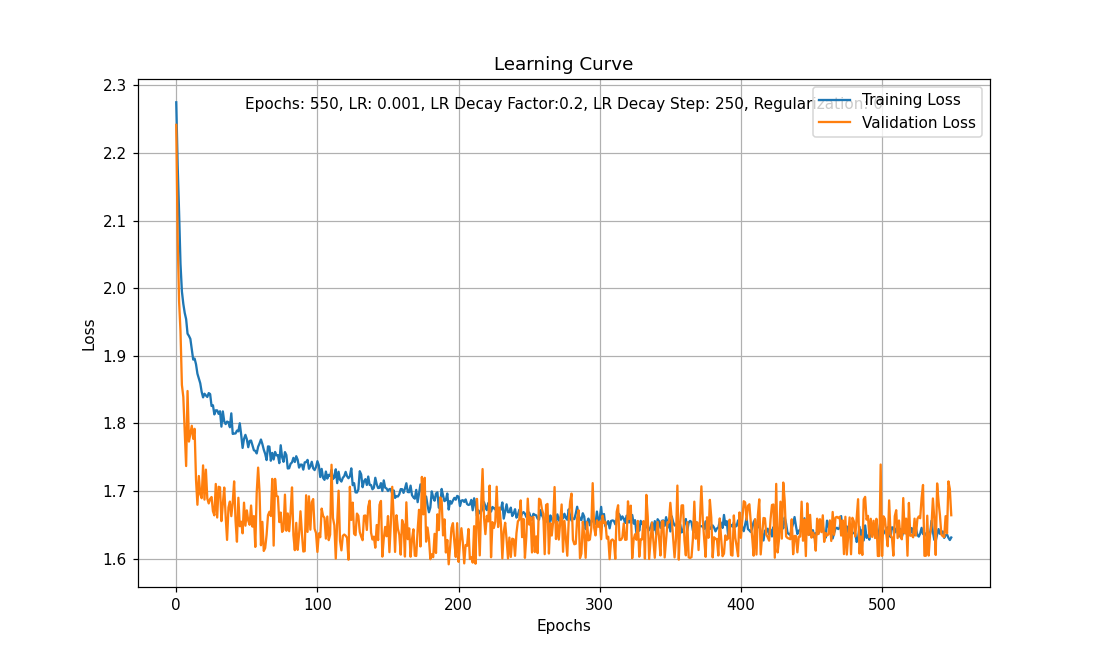 Learning Curve
Epochs: 550, LR: 0.001, LR Decay Factor:0.2, LR Decay Step: 250, Regularization: 0
Training Loss
Validation Loss
2.3
2.2
2.1
2.0
1.9
1.8
1.7
1.6
Loss
0 100 200 300 400 500
Epochs